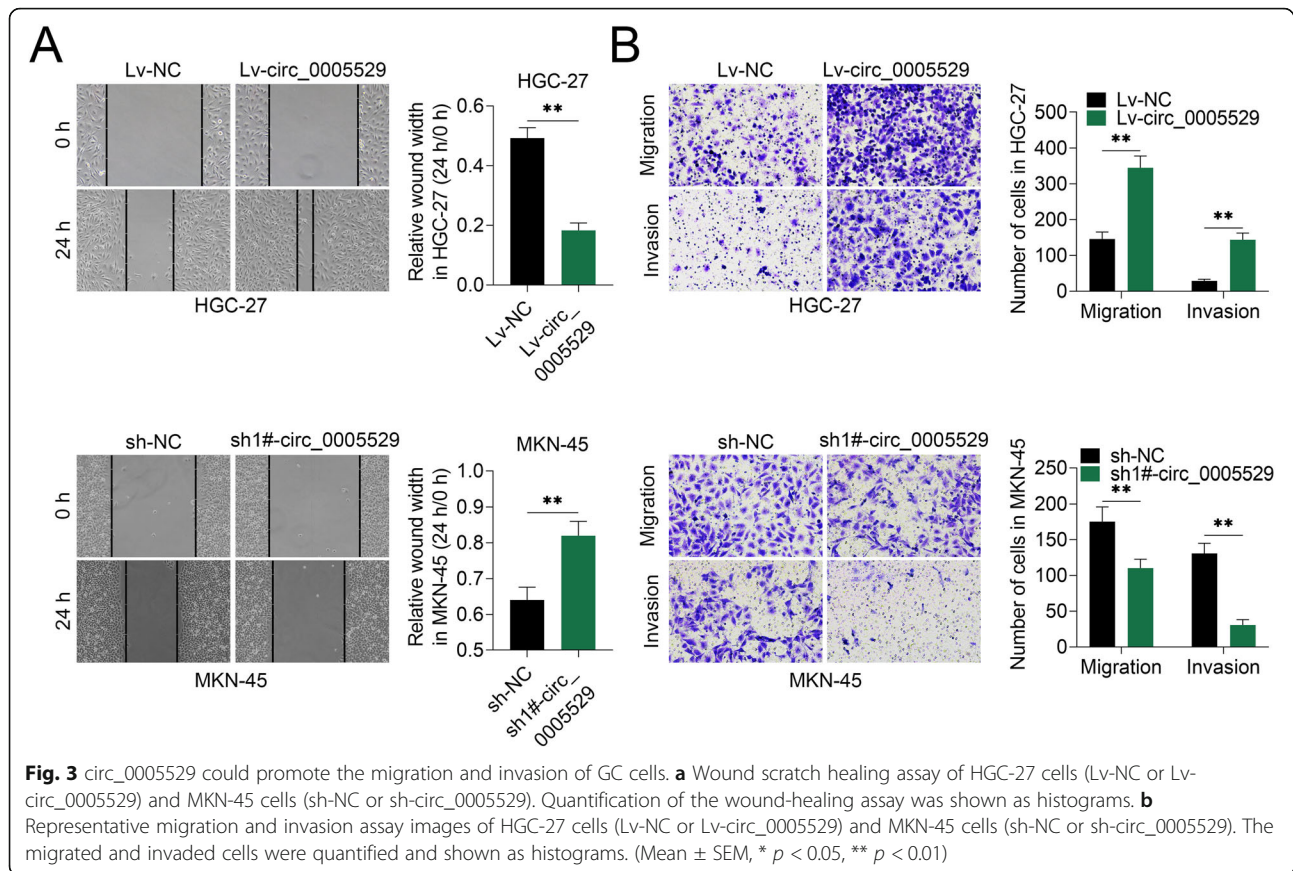 A
Lv-NC Lv-circ_0005529
0 h
24 h
HGC-27
HGC-27
**
Relative wound width
in HGC-27 (24 h/0 h)
0.6
0.4
0.2
0.0
Lv-NC
Lv-circ_
0005529
B
Lv-NC Lv-circ_0005529
Migration
Invasion
HGC-27
Lv-NC
Lv-circ_0005529
Number of cells in HGC-27
500
400
300
200
100
0
**
**
Migration Invasion
sh-NC sh1#-circ_0005529
0 h
24 h
MKN-45
MKN-45
**
Relative wound width
in MKN-45 (24 h/0 h)
1.0
0.9
0.8
0.7
0.6
0.5
sh-NC
sh1#-circ_
0005529
sh-NC sh1#-circ_0005529
Migration
Invasion
MKN-45
sh-NC
sh1#-circ_0005529
Number of cells in MKN-45
250
200
150
100
50
0
**
**
Migration Invasion
Fig. 3 circ_0005529 could promote the migration and invasion of GC cells. a Wound scratch healing assay of HGC-27 cells (Lv-NC or Lv-
circ_0005529) and MKN-45 cells (sh-NC or sh-circ_0005529). Quantification of the wound-healing assay was shown as histograms. b
Representative migration and invasion assay images of HGC-27 cells (Lv-NC or Lv-circ_0005529) and MKN-45 cells (sh-NC or sh-circ_0005529). The
migrated and invaded cells were quantified and shown as histograms. (Mean ± SEM, * p < 0.05, ** p < 0.01)